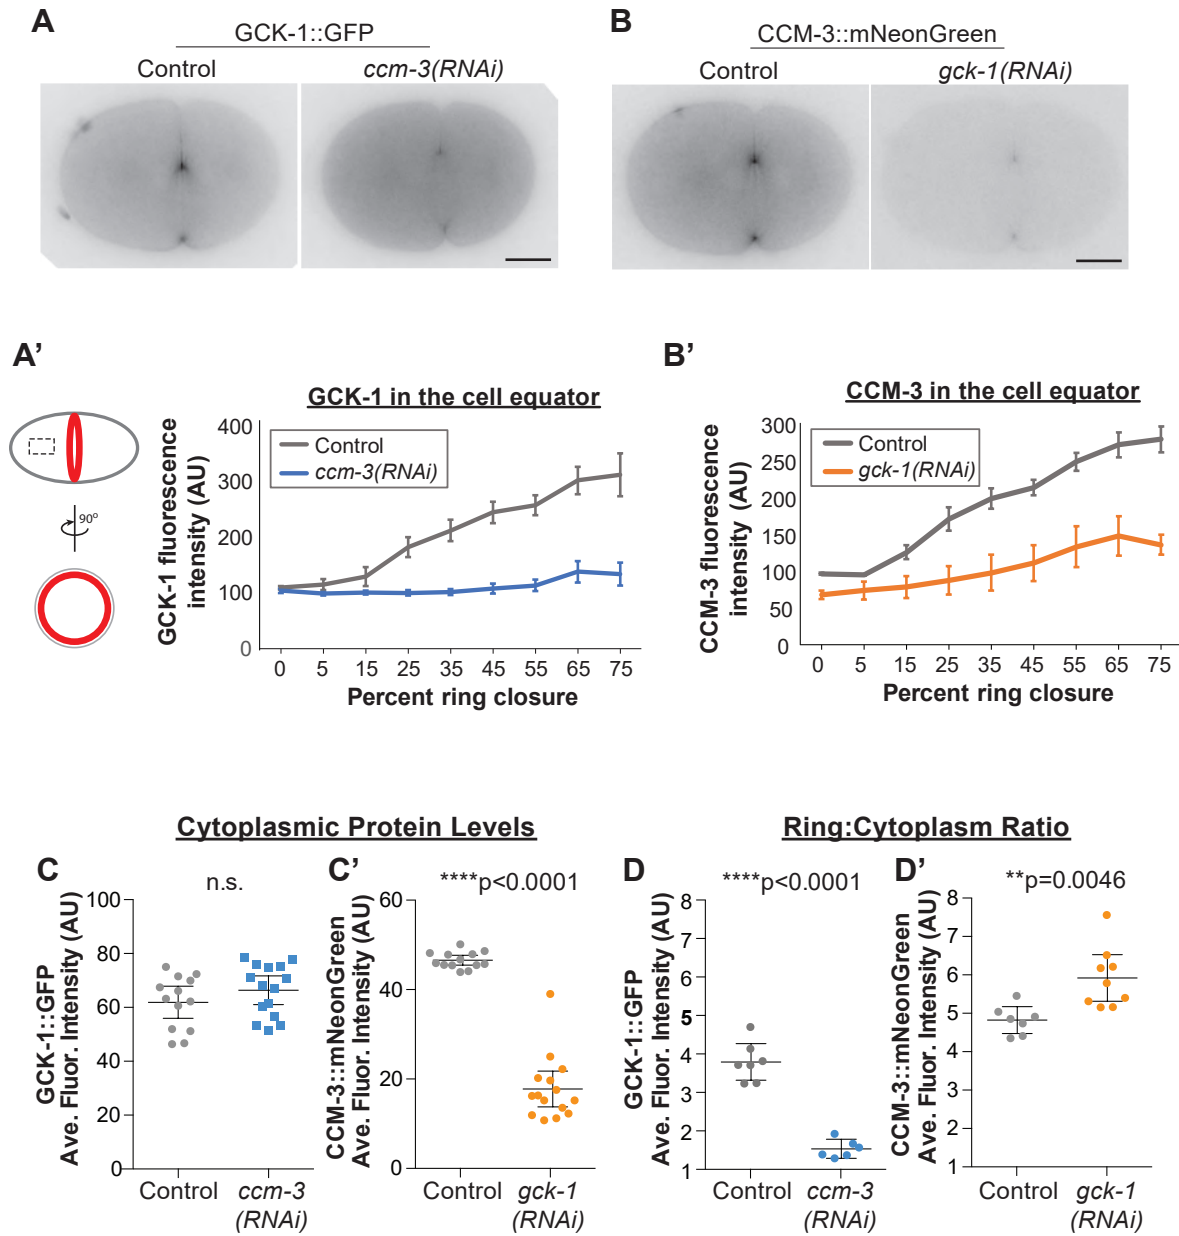 A
GCK-1::GFP
Control
ccm-3(RNAi)
B
CCM-3::mNeonGreen
Control
gck-1(RNAi)
A'
90°
GCK-1 in the cell equator
GCK-1 fluorescence
intensity (AU)
400
300
200
100
0
Control
ccm-3(RNAi)
0 5 15 25 35 45 55 65 75
Percent ring closure
B'
CCM-3 in the cell equator
CCM-3 fluorescence
intensity (AU)
300
250
200
150
100
50
0
Control
gck-1(RNAi)
0 5 15 25 35 45 55 65 75
Percent ring closure
Cytoplasmic Protein Levels
C
n.s.
GCK-1::GFP
Ave. Fluor. Intensity (AU)
100
80
60
40
20
0
Control
ccm-3
(RNAi)
C'
****p<0.0001
CCM-3::mNeonGreen
Ave. Fluor. Intensity (AU)
60
40
20
0
Control
gck-1
(RNAi)
Ring:Cytoplasm Ratio
D
****p<0.0001
GCK-1::GFP
Ave. Fluor. Intensity (AU)
8
7
6
5
4
3
2
1
Control
ccm-3
(RNAi)
D'
**p=0.0046
CCM-3::mNeonGreen
Ave. Fluor. Intensity (AU)
8
7
6
5
4
3
2
1
Control
gck-1
(RNAi)